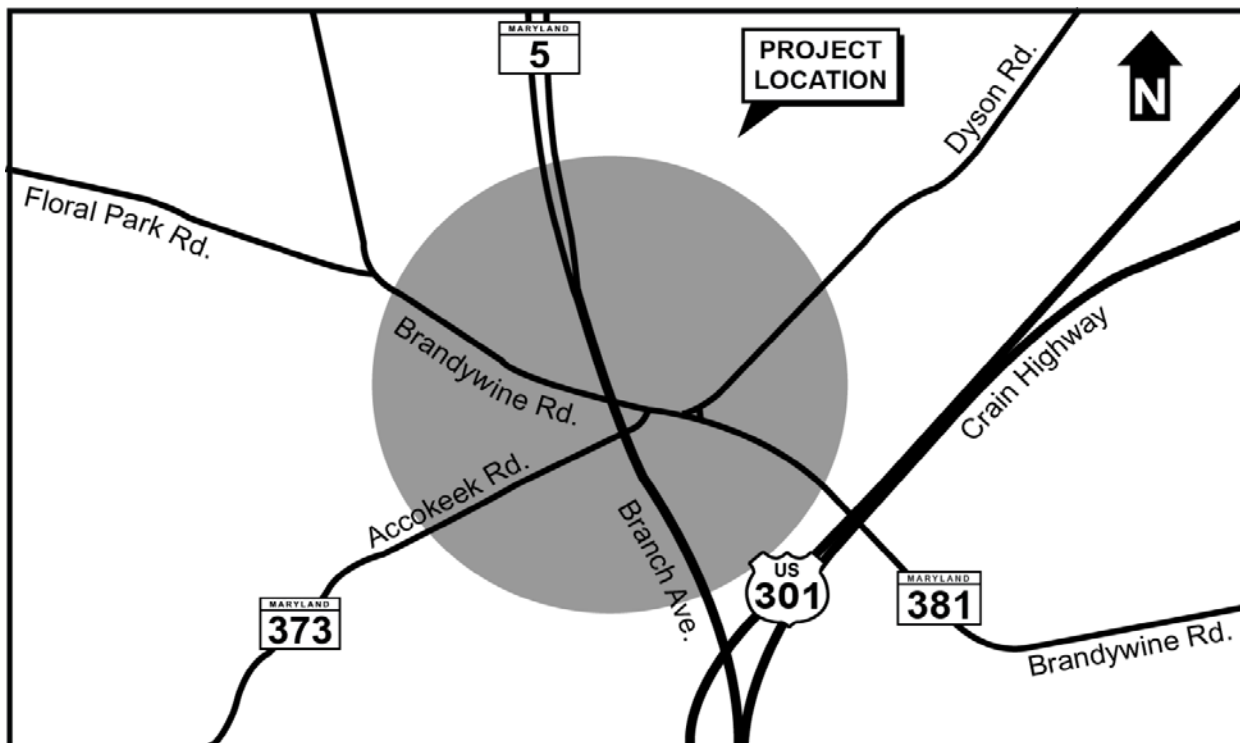 MARYLAND
5
PROJECT
LOCATION
N
Dyson Rd.
Floral Park Rd.
Brandywine Rd.
Crain Highway
Accokeek Rd.
Branch Ave.
US
301
MARYLAND
381
MARYLAND
373
Brandywine Rd.